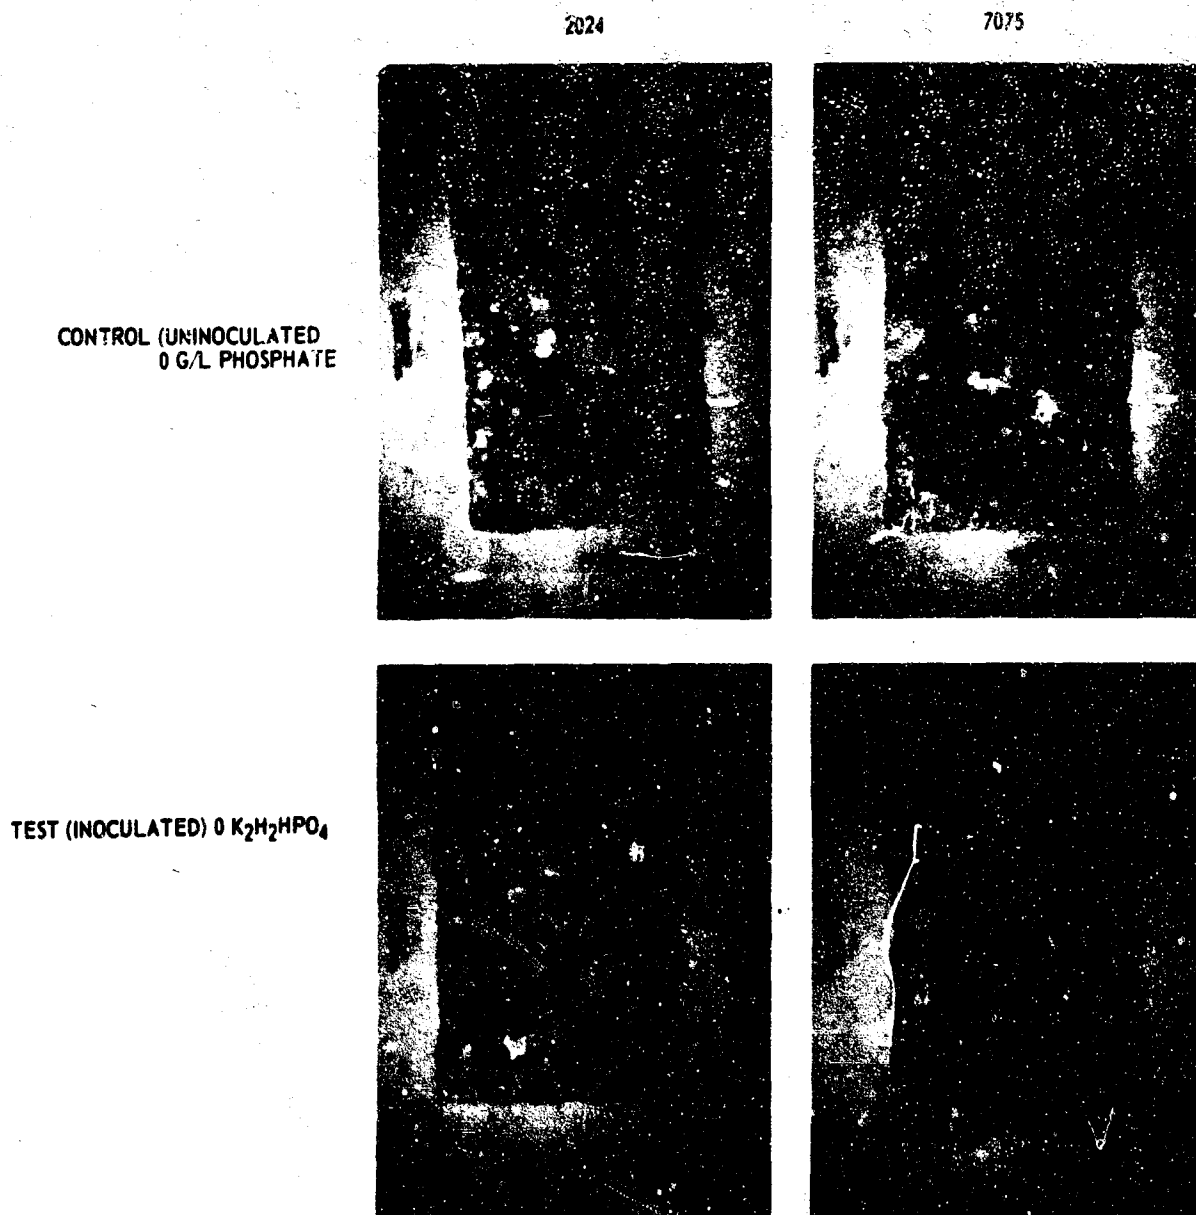 2024
7075
CONTROL (UNINOCULATED
0 G/L PHOSPHATE
TEST (INOCULATED) 0 K₂H₂HPO₄